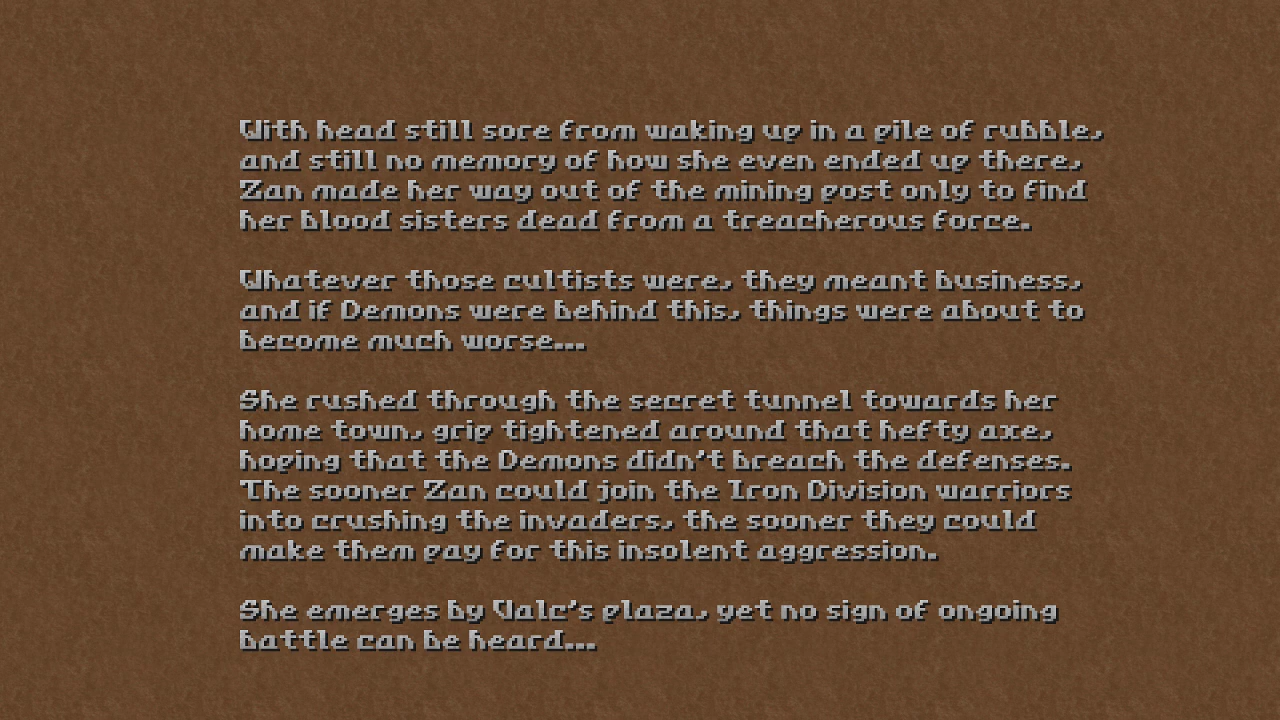 With head still sore from waking up in a pile of rubble,
and still no memory of how she even ended up there,
Zan made her way out of the mining post only to find
her blood sisters dead from a treacherous force.
Whatever those cultists were, they meant business,
and if Demons were behind this, things were about to
become much worse...
She rushed through the secret tunnel towards her
home town, grip tightened around that hefty axe,
hoping that the Demons didn't breach the defenses.
The sooner Zan could join the Iron Division warriors
into crushing the invaders, the sooner they could
make them pay for this insolent aggression.
She emerges by Valc's plaza, yet no sign of ongoing
battle can be heard...